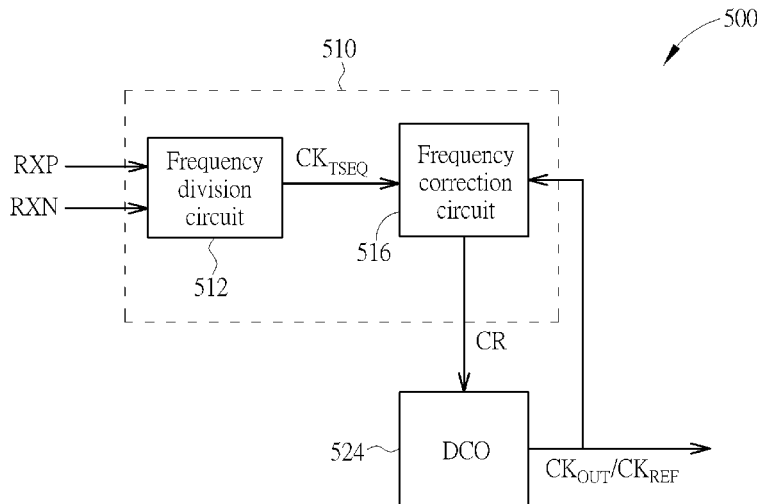 500
510
RXP
RXN
Frequency
division
circuit
512
CK_TSEQ
Frequency
correction
circuit
516
CR
DCO
524
CK_OUT/CK_REF